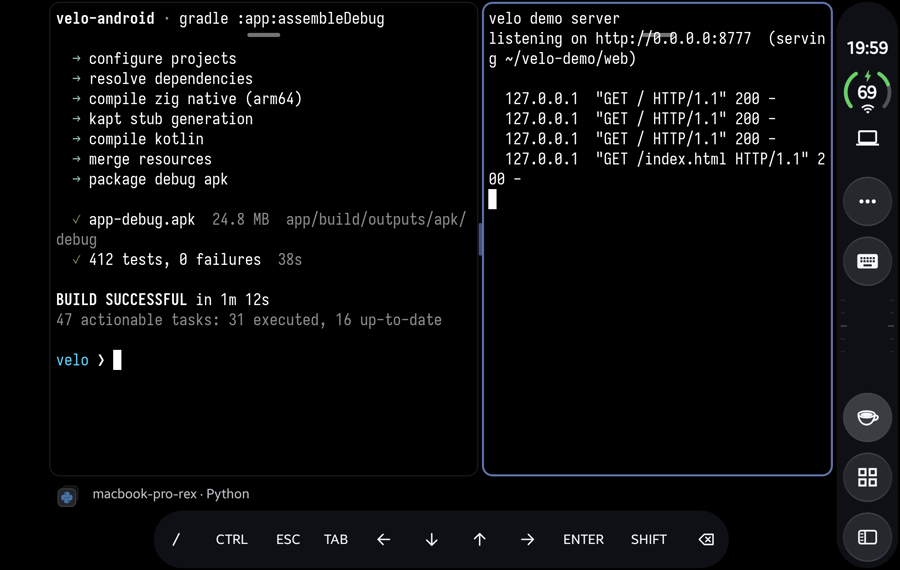 velo-android · gradle :app:assembleDebug
→ configure projects
→ resolve dependencies
→ compile zig native (arm64)
→ kapt stub generation
→ compile kotlin
→ merge resources
→ package debug apk
✓ app-debug.apk 24.8 MB app/build/outputs/apk/
debug
✓ 412 tests, 0 failures 38s
BUILD SUCCESSFUL in 1m 12s
47 actionable tasks: 31 executed, 16 up-to-date
velo ❯
velo demo server
listening on http://0.0.0.0:8777 (servin
g ~/velo-demo/web)
127.0.0.1 "GET / HTTP/1.1" 200 -
127.0.0.1 "GET / HTTP/1.1" 200 -
127.0.0.1 "GET / HTTP/1.1" 200 -
127.0.0.1 "GET /index.html HTTP/1.1" 2
00 -
19:59
69
macbook-pro-rex · Python
/ CTRL ESC TAB ← ↓ ↑ → ENTER SHIFT